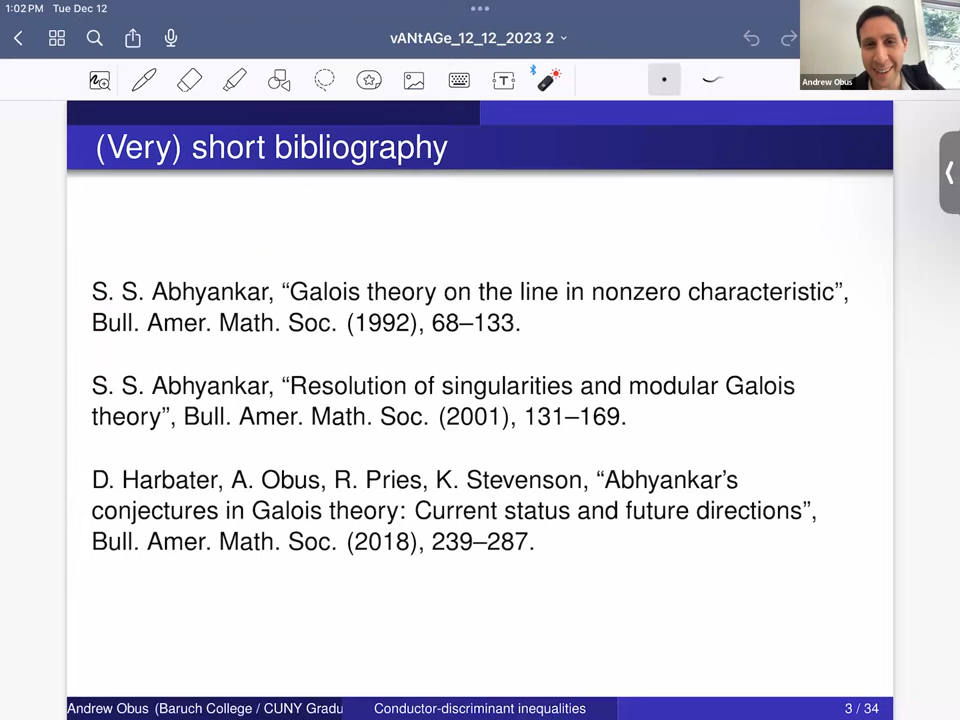 1:02 PM Tue Dec 12
vANtAGe_12_12_2023 2
T
Andrew Obus
(Very) short bibliography
S. S. Abhyankar, “Galois theory on the line in nonzero characteristic”,
Bull. Amer. Math. Soc. (1992), 68–133.
S. S. Abhyankar, “Resolution of singularities and modular Galois
theory”, Bull. Amer. Math. Soc. (2001), 131–169.
D. Harbater, A. Obus, R. Pries, K. Stevenson, “Abhyankar’s
conjectures in Galois theory: Current status and future directions”,
Bull. Amer. Math. Soc. (2018), 239–287.
Andrew Obus (Baruch College / CUNY Gradu Conductor-discriminant inequalities 3 / 34